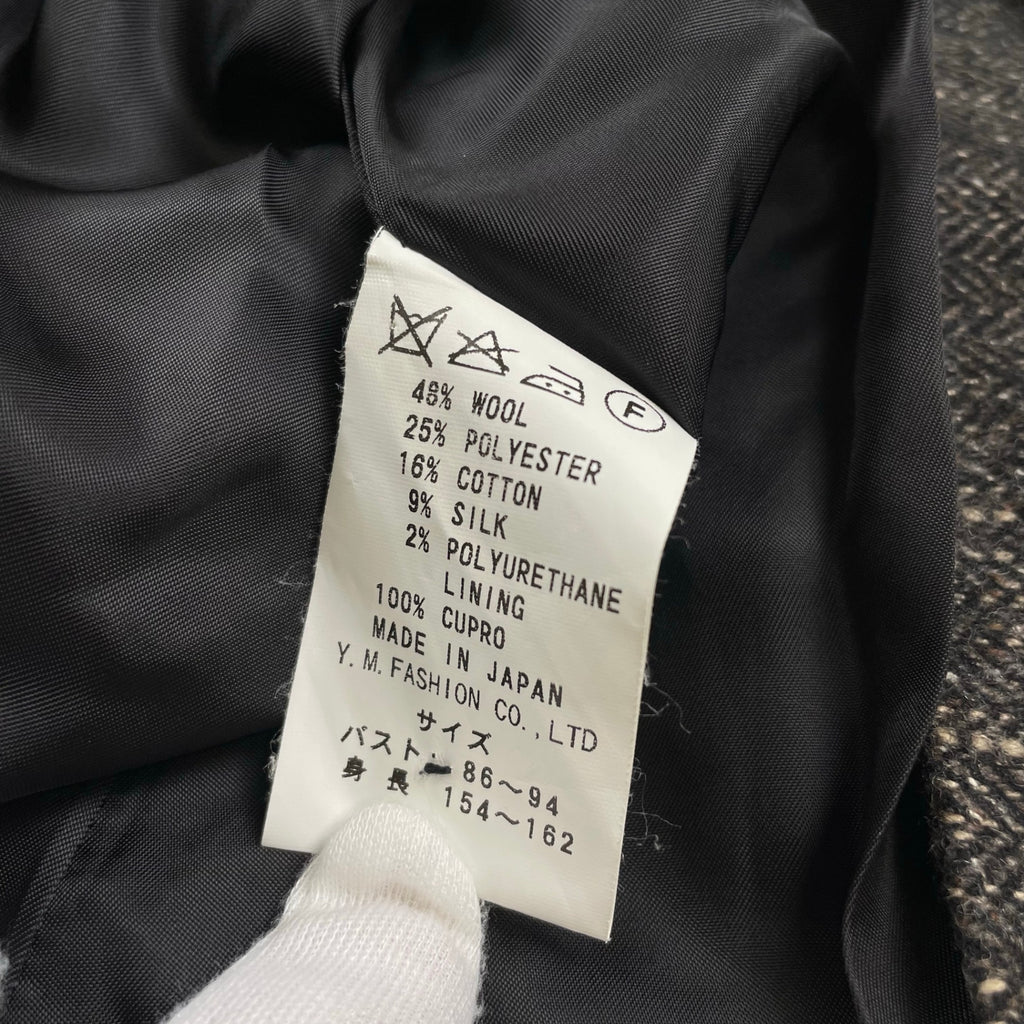 F
48% WOOL
25% POLYESTER
16% COTTON
9% SILK
2% POLYURETHANE
LINING
100% CUPRO
MADE IN JAPAN
Y.M.FASHION CO.,LTD
サイズ
バスト 86～94
身長 154～162